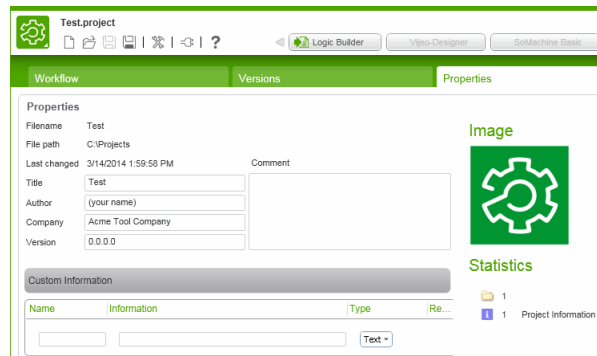 Test.project
? Logic Builder Vijeo-Designer SoMachine Basic
Workflow Versions Properties
Properties
Filename Test
File path C:\Projects
Last changed 3/14/2014 1:59:58 PM Comment
Title Test
Author (your name)
Company Acme Tool Company
Version 0.0.0.0
Image
Statistics
1
i 1 Project Information
Custom Information
Name Information Type Re...
Text